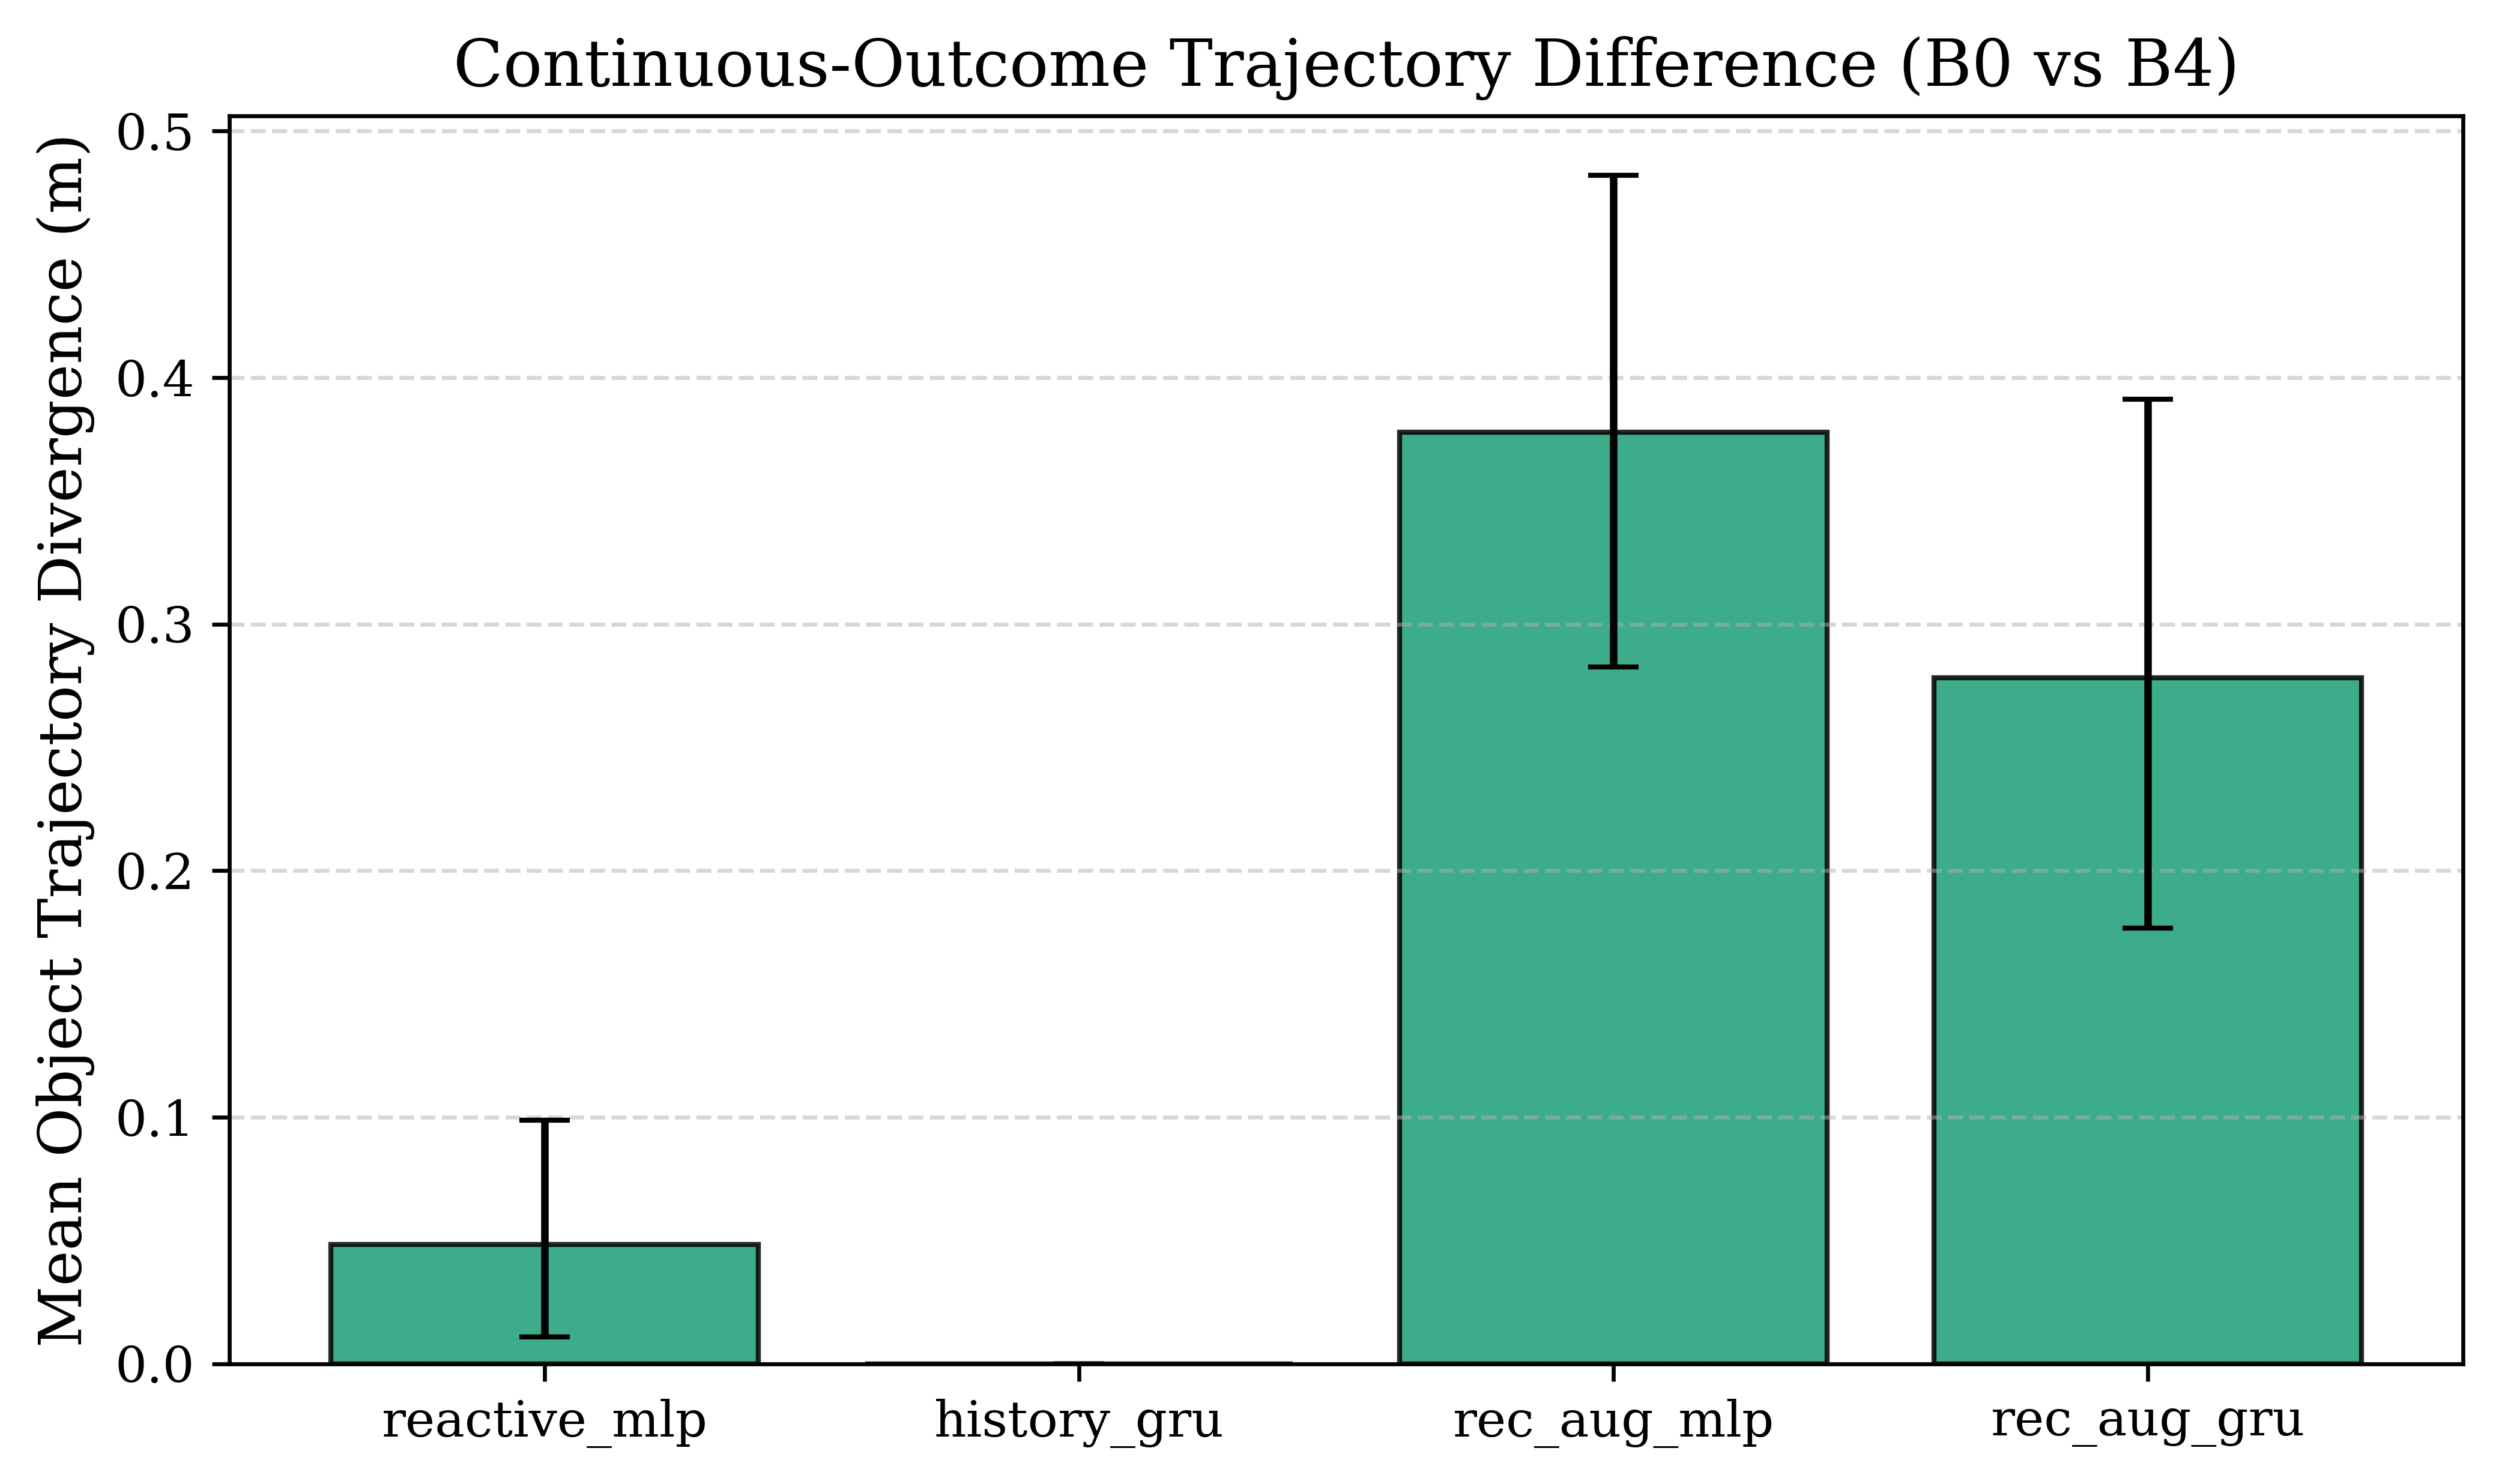 Continuous-Outcome Trajectory Difference (B0 vs B4)
Mean Object Trajectory Divergence (m)
0.5
0.4
0.3
0.2
0.1
0.0
reactive_mlp
history_gru
rec_aug_mlp
rec_aug_gru